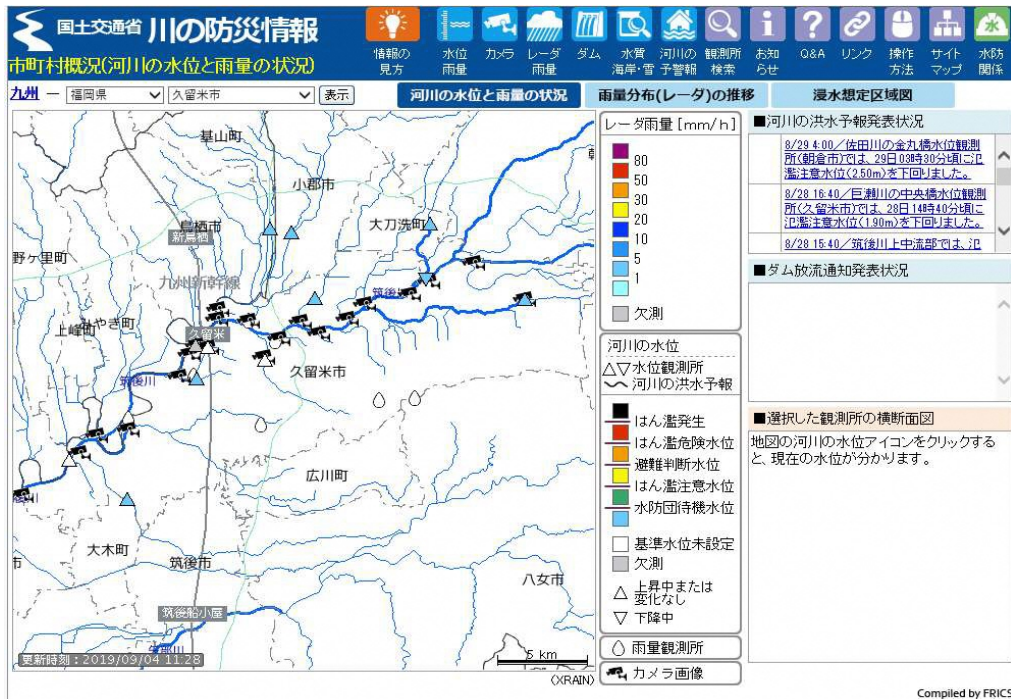 国土交通省 川の防災情報
市町村概況(河川の水位と雨量の状況)
情報の
見方
水位
雨量
カメラ
レーダ
雨量
ダム
水質
海岸・雪
河川の
予警報
観測所
検索
お知
らせ
Q&A
リンク
操作
方法
サイト
マップ
水防
関係
九州 ー 福岡県 久留米市 表示
河川の水位と雨量の状況
雨量分布(レーダ)の推移
浸水想定区域図
基山町
小郡市
鳥栖市
新鳥栖
大刀洗町
野ヶ里町
九州新幹線
筑後
みやき町
上峰町
久留米
久留米市
筑後川
広川町
後川
大木町
筑後市
市
八女市
筑後船小屋
矢部川
更新時刻:2019/09/04 11:28
5 km
(XRAIN)
レーダ雨量 [mm/h]
80
50
30
20
10
5
1
欠測
河川の水位
△▽水位観測所
河川の洪水予報
はん濫発生
はん濫危険水位
避難判断水位
はん濫注意水位
水防団待機水位
基準水位未設定
欠測
△ 上昇中または
変化なし
▽ 下降中
雨量観測所
カメラ画像
■河川の洪水予報発表状況
8/29 4:00/佐田川の金丸橋水位観測
所(朝倉市)では、29日03時30分頃に氾
濫注意水位(2.50m)を下回りました。
8/28 16:40/巨瀬川の中央橋水位観測
所(久留米市)では、28日14時40分頃に
氾濫注意水位(1.90m)を下回りました。
8/28 15:40/筑後川上中流部では、氾
■ダム放流通知発表状況
■選択した観測所の横断面図
地図の河川の水位アイコンをクリックする
と、現在の水位が分かります。
Compiled by FRICS